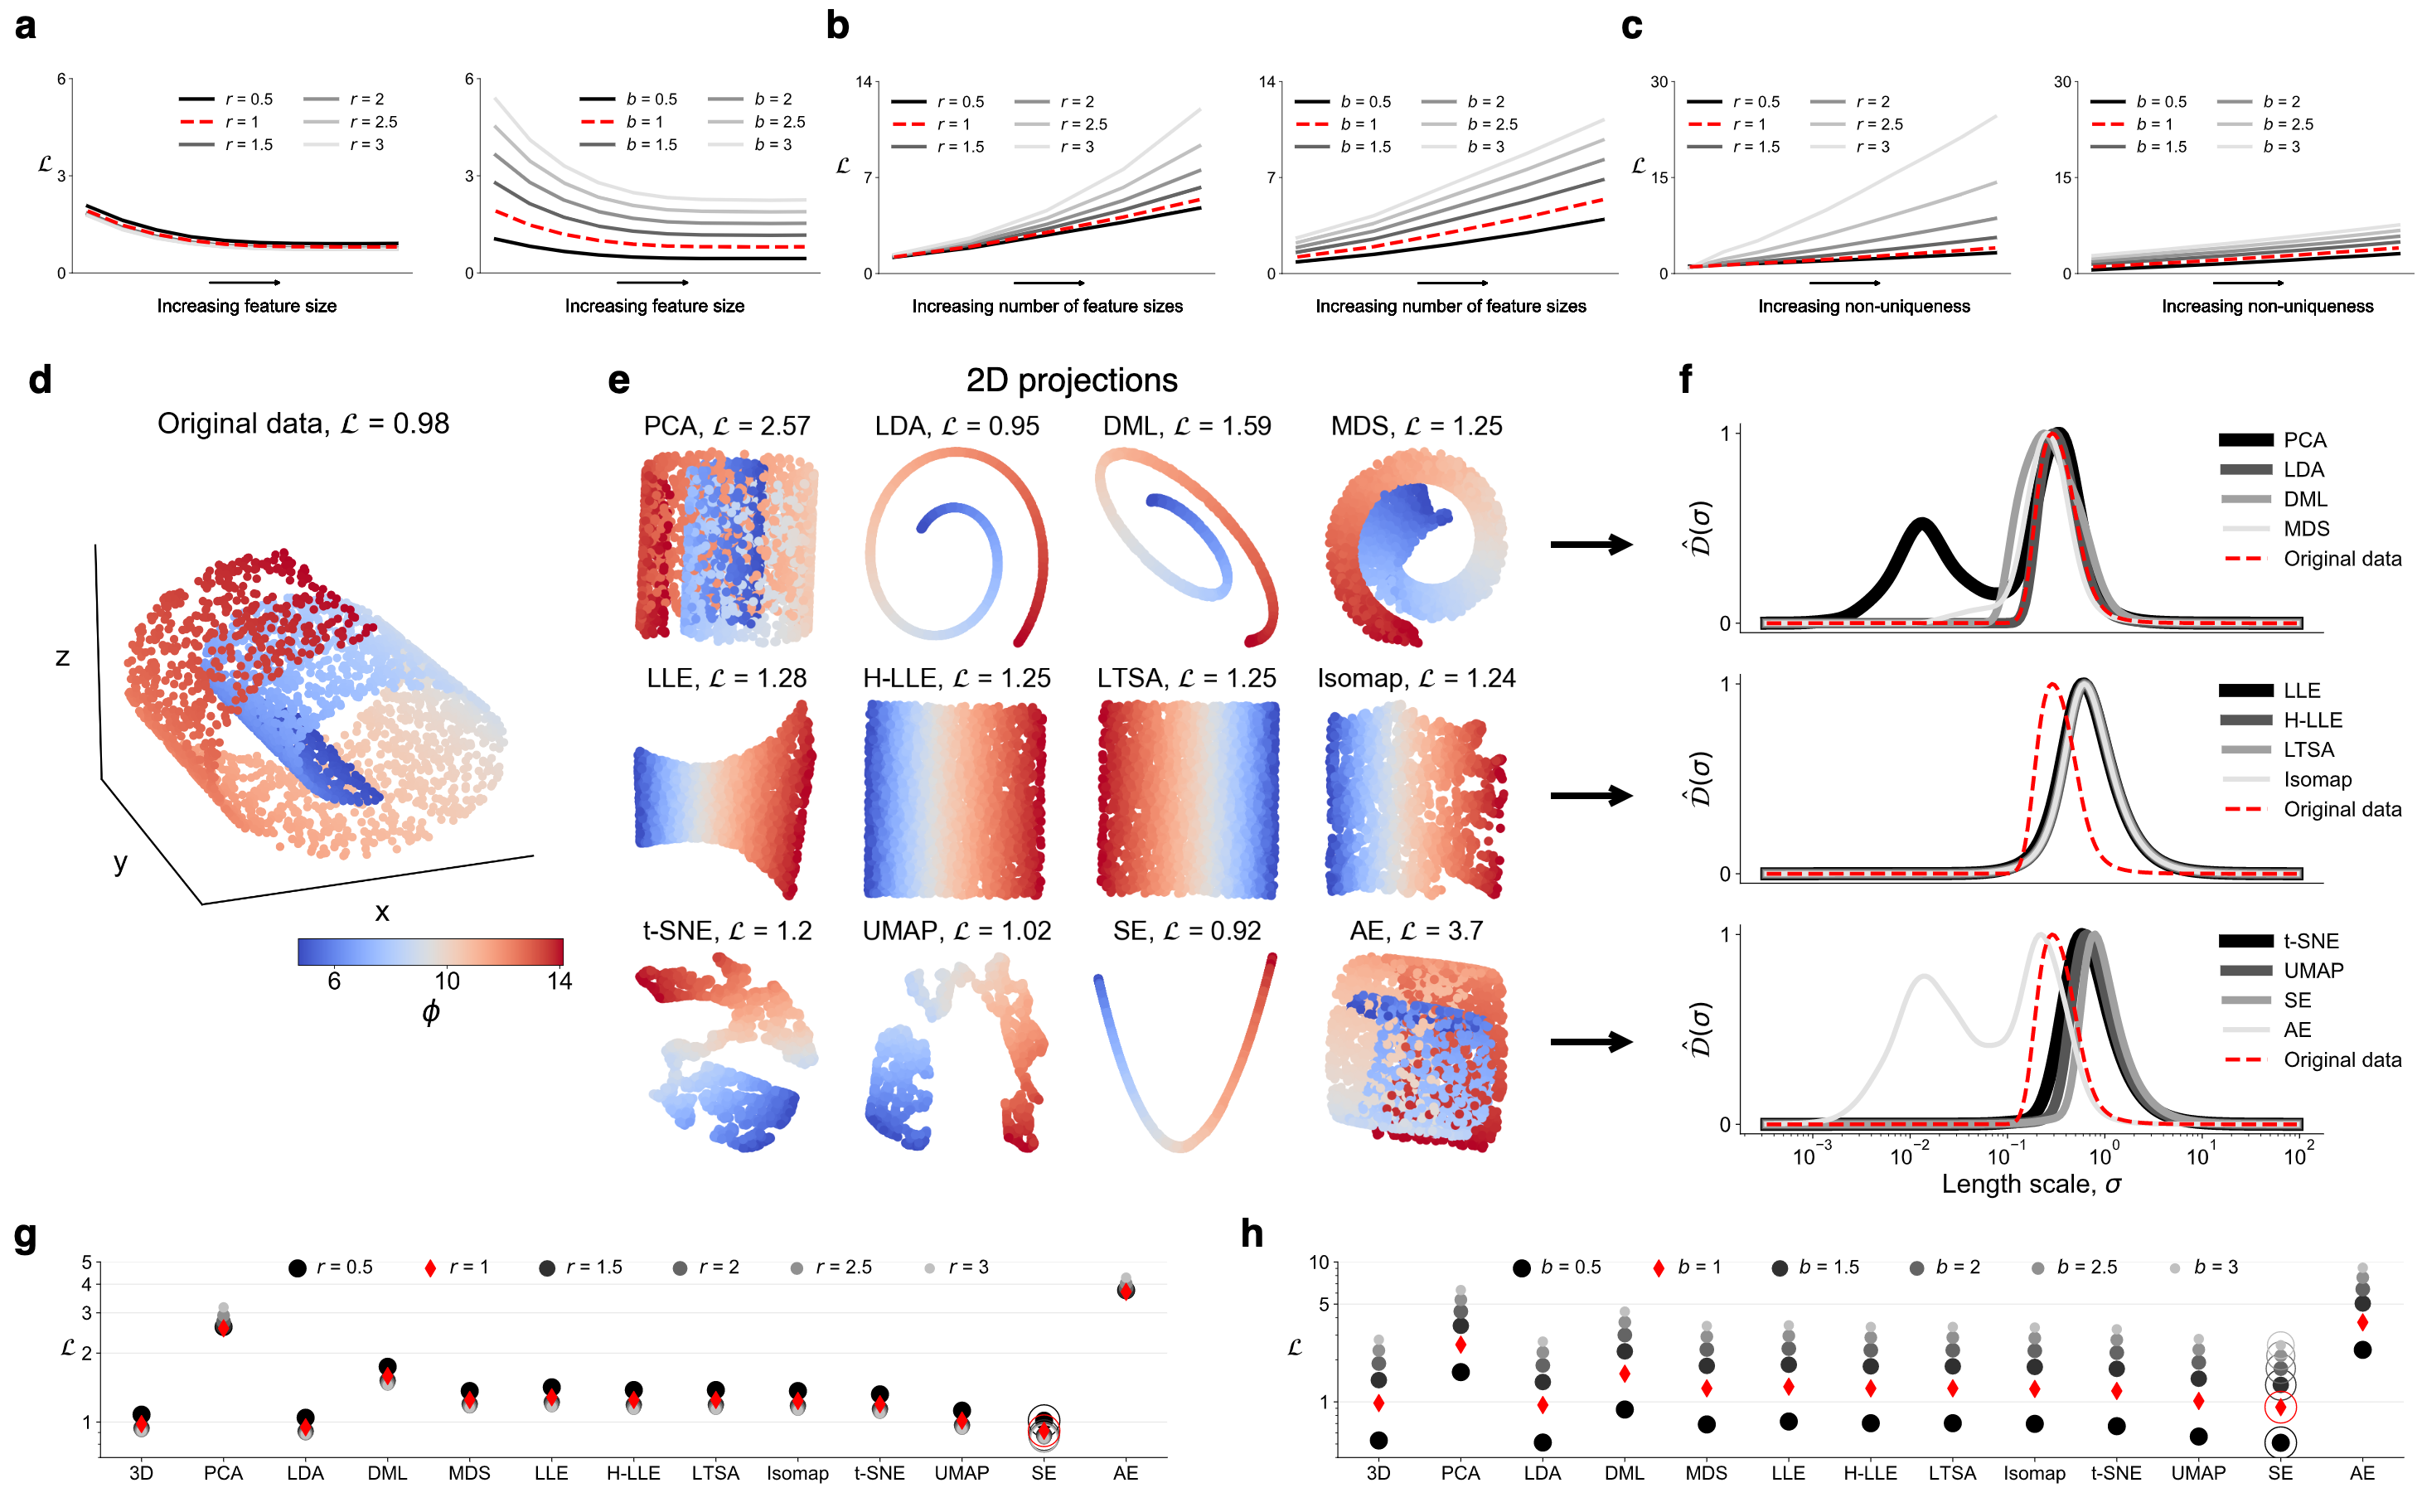 a
6
3
0
ℒ
r = 0.5
r = 1
r = 1.5
r = 2
r = 2.5
r = 3
Increasing feature size
6
3
0
b = 0.5
b = 1
b = 1.5
b = 2
b = 2.5
b = 3
Increasing feature size
b
14
7
0
ℒ
r = 0.5
r = 1
r = 1.5
r = 2
r = 2.5
r = 3
Increasing number of feature sizes
14
7
0
b = 0.5
b = 1
b = 1.5
b = 2
b = 2.5
b = 3
Increasing number of feature sizes
c
30
15
0
ℒ
r = 0.5
r = 1
r = 1.5
r = 2
r = 2.5
r = 3
Increasing non-uniqueness
30
15
0
b = 0.5
b = 1
b = 1.5
b = 2
b = 2.5
b = 3
Increasing non-uniqueness
d
Original data, ℒ = 0.98
z
y
x
6 10 14
ϕ
e
2D projections
PCA, ℒ = 2.57
LDA, ℒ = 0.95
DML, ℒ = 1.59
MDS, ℒ = 1.25
LLE, ℒ = 1.28
H-LLE, ℒ = 1.25
LTSA, ℒ = 1.25
Isomap, ℒ = 1.24
t-SNE, ℒ = 1.2
UMAP, ℒ = 1.02
SE, ℒ = 0.92
AE, ℒ = 3.7
f
1
0
𝒟̂(σ)
PCA
LDA
DML
MDS
Original data
1
0
𝒟̂(σ)
LLE
H-LLE
LTSA
Isomap
Original data
1
0
𝒟̂(σ)
t-SNE
UMAP
SE
AE
Original data
10⁻³ 10⁻² 10⁻¹ 10⁰ 10¹ 10²
Length scale, σ
g
5
4
3
2
1
ℒ
r = 0.5 r = 1 r = 1.5 r = 2 r = 2.5 r = 3
3D PCA LDA DML MDS LLE H-LLE LTSA Isomap t-SNE UMAP SE AE
h
10
5
1
ℒ
b = 0.5 b = 1 b = 1.5 b = 2 b = 2.5 b = 3
3D PCA LDA DML MDS LLE H-LLE LTSA Isomap t-SNE UMAP SE AE